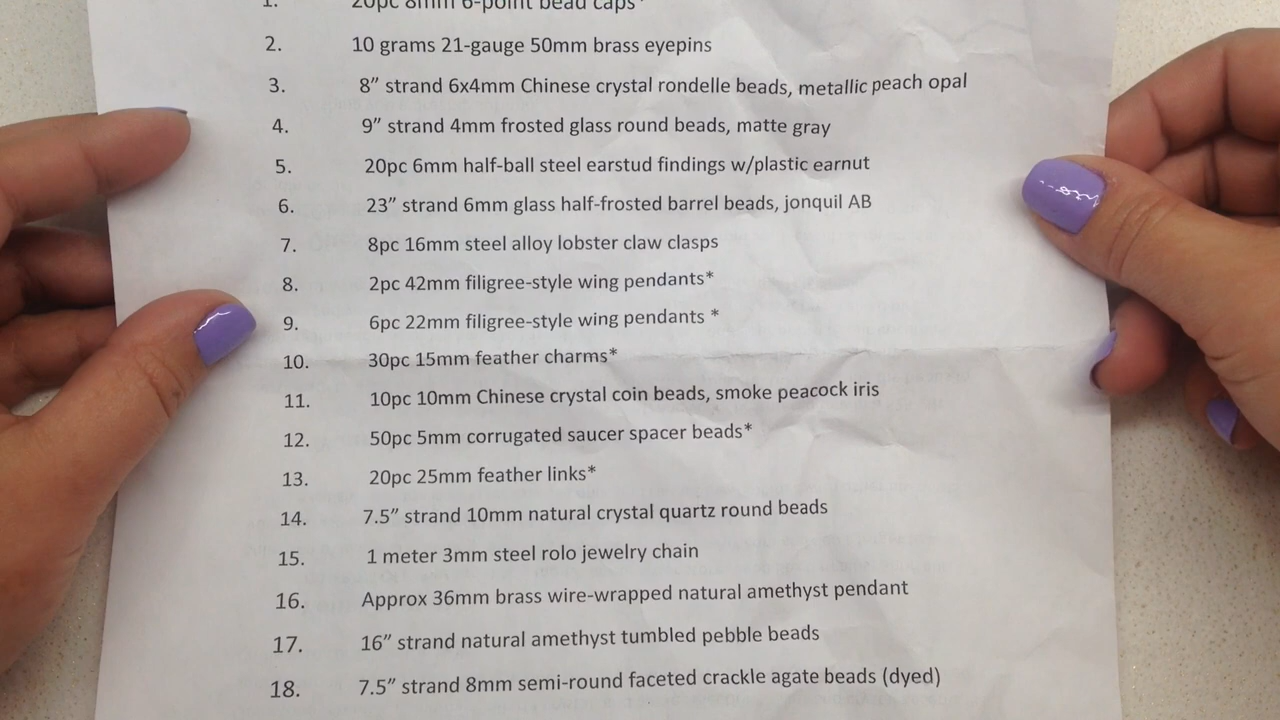 1. 20pc 8mm 6-point bead caps*
2. 10 grams 21-gauge 50mm brass eyepins
3. 8” strand 6x4mm Chinese crystal rondelle beads, metallic peach opal
4. 9” strand 4mm frosted glass round beads, matte gray
5. 20pc 6mm half-ball steel earstud findings w/plastic earnut
6. 23” strand 6mm glass half-frosted barrel beads, jonquil AB
7. 8pc 16mm steel alloy lobster claw clasps
8. 2pc 42mm filigree-style wing pendants*
9. 6pc 22mm filigree-style wing pendants *
10. 30pc 15mm feather charms*
11. 10pc 10mm Chinese crystal coin beads, smoke peacock iris
12. 50pc 5mm corrugated saucer spacer beads*
13. 20pc 25mm feather links*
14. 7.5” strand 10mm natural crystal quartz round beads
15. 1 meter 3mm steel rolo jewelry chain
16. Approx 36mm brass wire-wrapped natural amethyst pendant
17. 16” strand natural amethyst tumbled pebble beads
18. 7.5” strand 8mm semi-round faceted crackle agate beads (dyed)